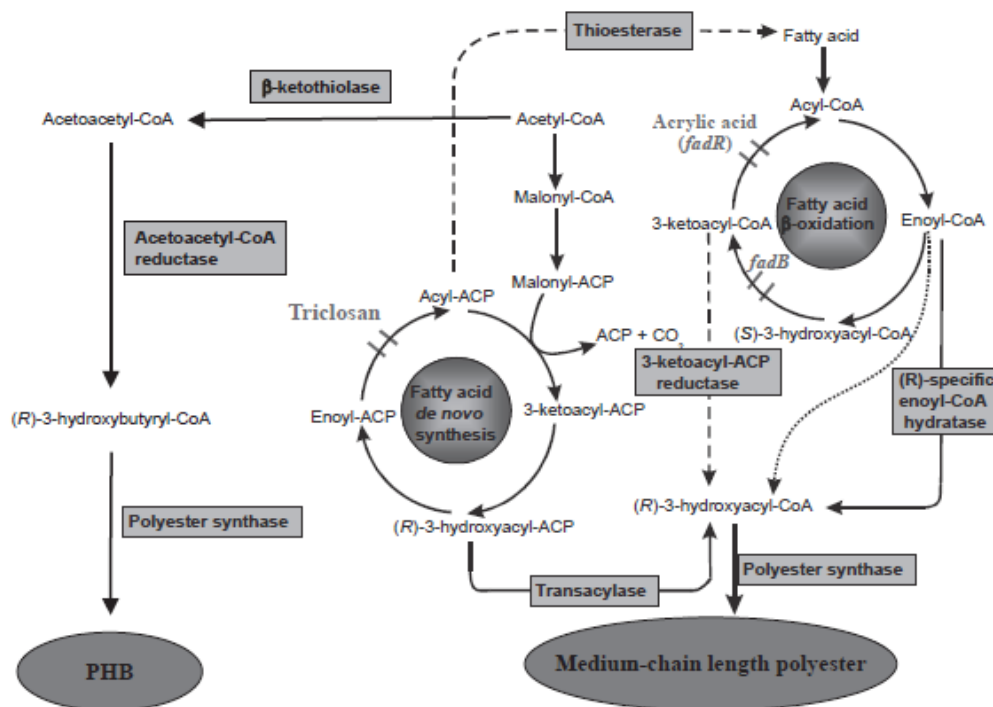 Thioesterase
Fatty acid
β-ketothiolase
Acetoacetyl-CoA
Acetyl-CoA
Acyl-CoA
Acrylic acid
(fadR)
Malonyl-CoA
Fatty acid
β-oxidation
3-ketoacyl-CoA
Enoyl-CoA
Acetoacetyl-CoA
reductase
fadB
Malonyl-ACP
Acyl-ACP
Triclosan
(S)-3-hydroxyacyl-CoA
ACP + CO2
3-ketoacyl-ACP
reductase
(R)-specific
enoyl-CoA
hydratase
Fatty acid
de novo
synthesis
(R)-3-hydroxybutyryl-CoA
Enoyl-ACP
3-ketoacyl-ACP
(R)-3-hydroxyacyl-CoA
Polyester synthase
(R)-3-hydroxyacyl-ACP
Transacylase
Polyester synthase
PHB
Medium-chain length polyester